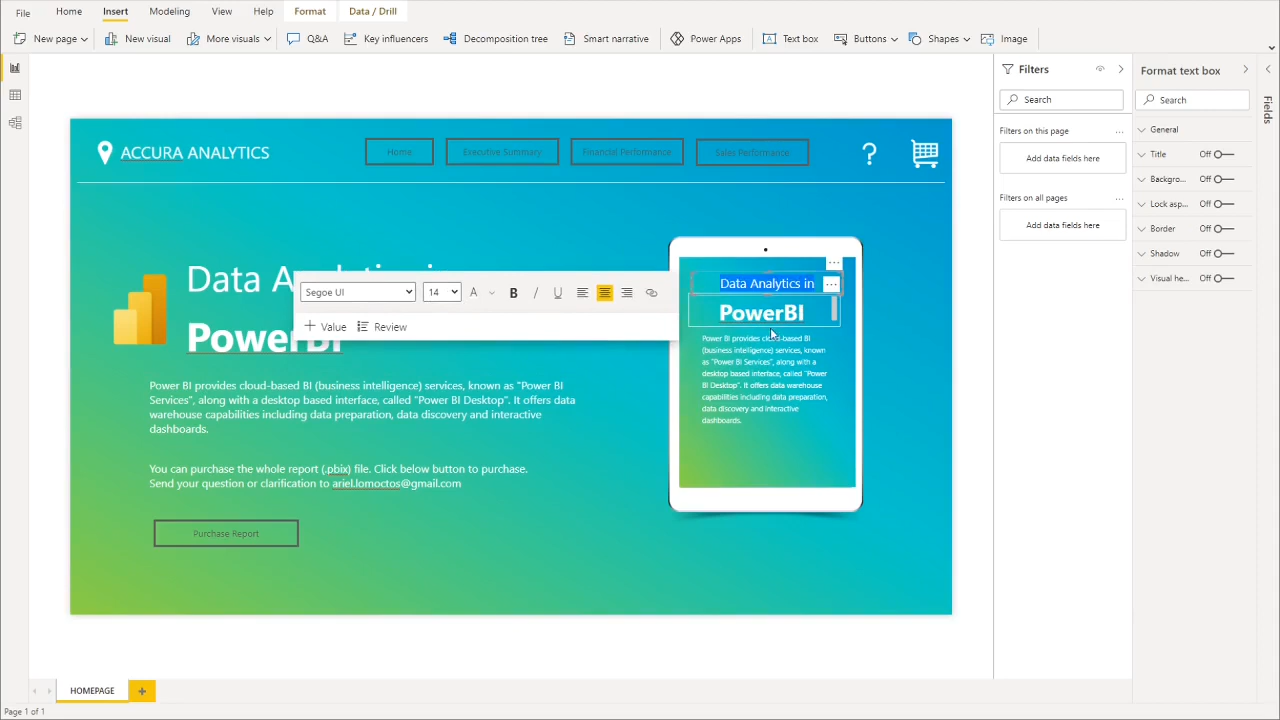 File Home Insert Modeling View Help Format Data / Drill
New page New visual More visuals Q&A Key influencers Decomposition tree Smart narrative Power Apps Text box Buttons Shapes Image
Filters
Search
Filters on this page ...
Add data fields here
Filters on all pages ...
Add data fields here
Format text box
Search
General
Title Off
Backgro... Off
Lock asp... Off
Border Off
Shadow Off
Visual he... Off
Fields
ACCURA ANALYTICS
Home
Executive Summary
Financial Performance
Sales Performance
?
Data Analytics in
PowerBI
Segoe UI 14 A B I U
Value Review
Power BI provides cloud-based BI (business intelligence) services, known as "Power BI
Services", along with a desktop based interface, called "Power BI Desktop". It offers data
warehouse capabilities including data preparation, data discovery and interactive
dashboards.
You can purchase the whole report (.pbix) file. Click below button to purchase.
Send your question or clarification to ariel.lomoctos@gmail.com
Purchase Report
...
Data Analytics in ...
PowerBI
Power BI provides cloud-based BI
(business intelligence) services, known
as "Power BI Services", along with a
desktop based interface, called "Power
BI Desktop". It offers data warehouse
capabilities including data preparation,
data discovery and interactive
dashboards.
HOMEPAGE +
Page 1 of 1